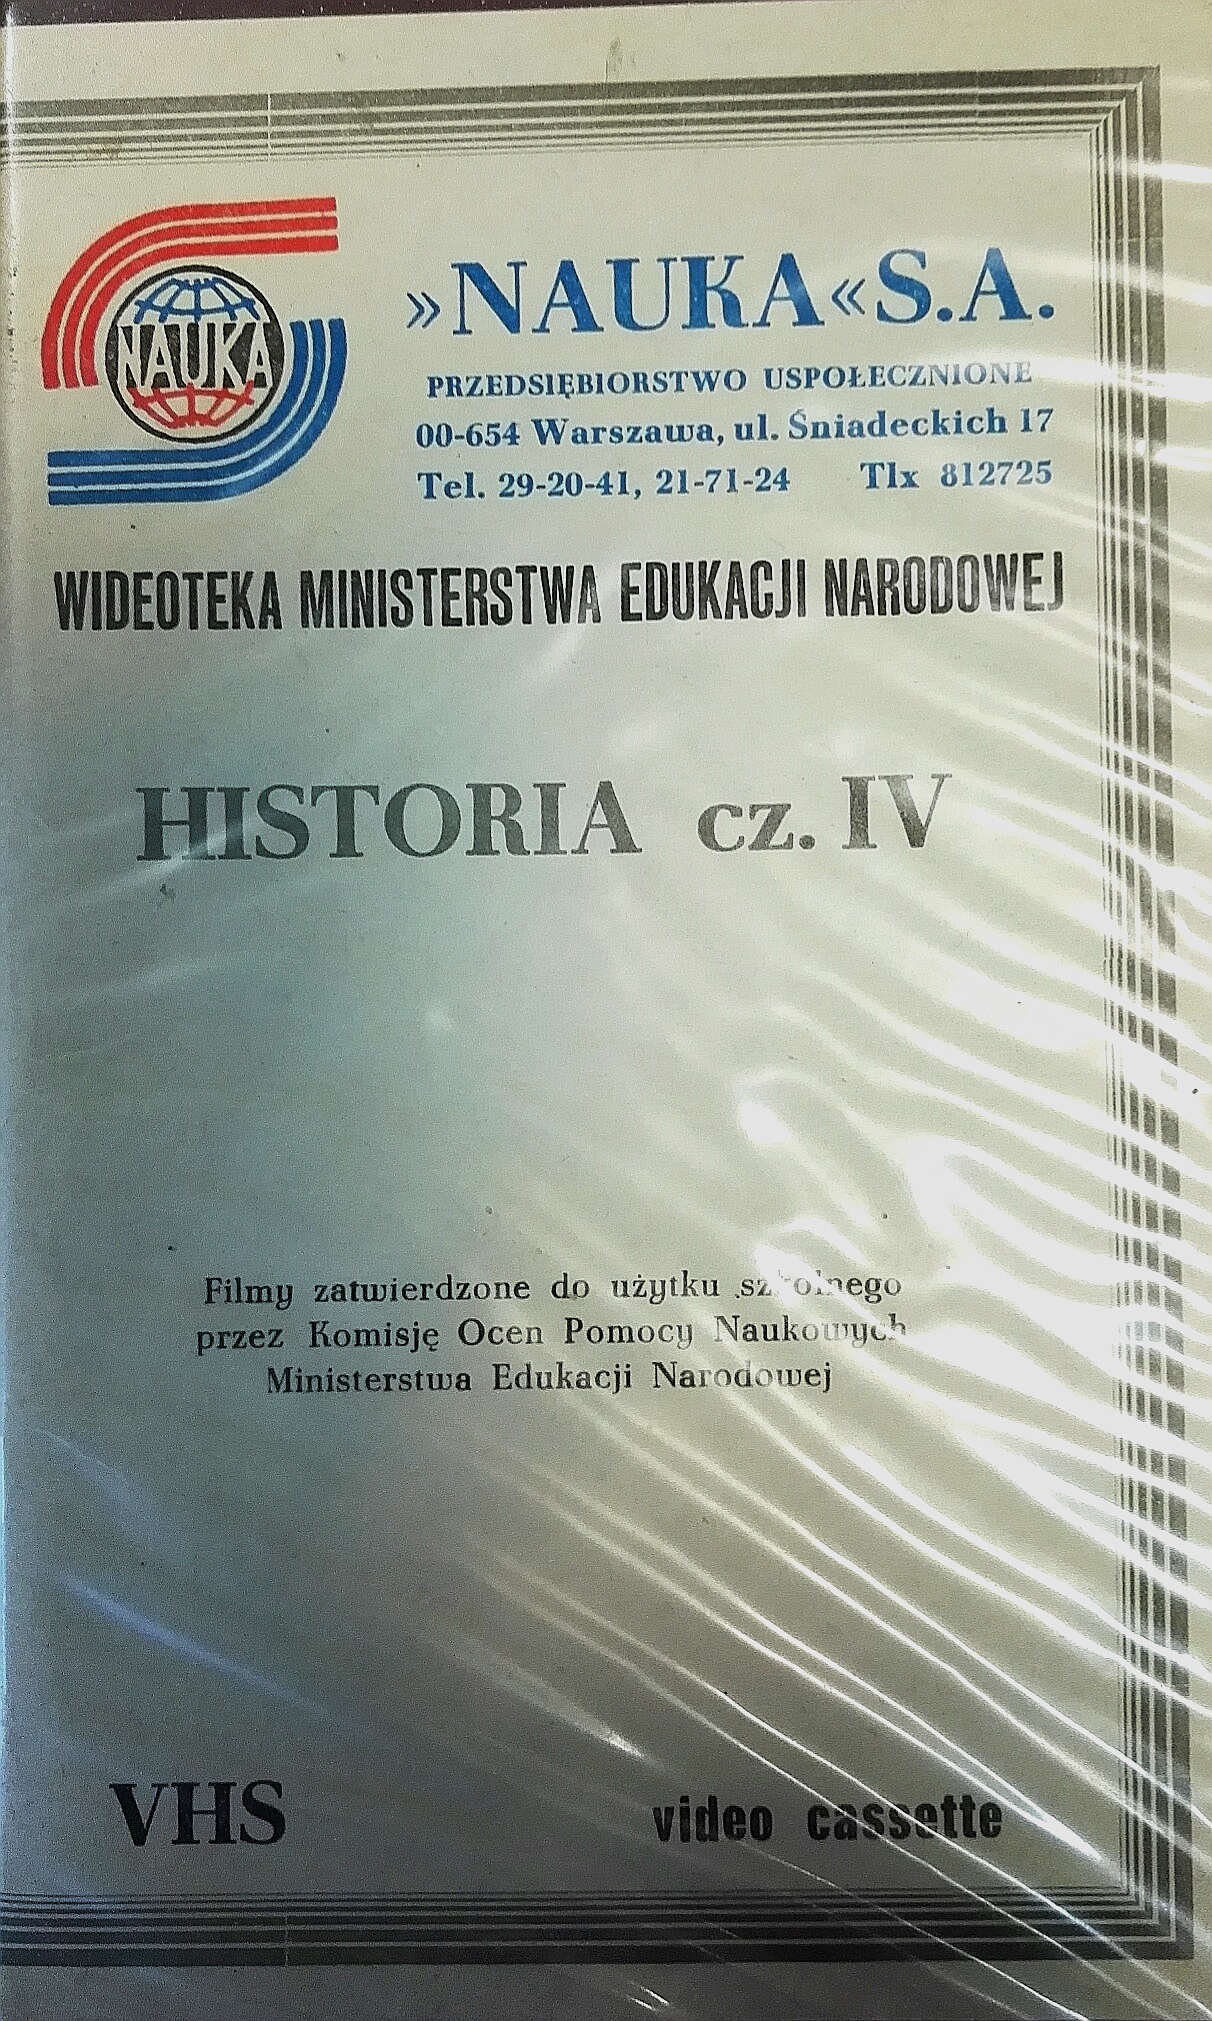 NAUKA
»NAUKA« S.A.
PRZEDSIĘBIORSTWO USPOŁECZNIONE
00-654 Warszawa, ul. Śniadeckich 17
Tel. 29-20-41, 21-71-24 Tlx 812725
WIDEOTEKA MINISTERSTWA EDUKACJI NARODOWEJ
HISTORIA cz. IV
Filmy zatwierdzone do użytku szkolnego
przez Komisję Ocen Pomocy Naukowych
Ministerstwa Edukacji Narodowej
VHS video cassette